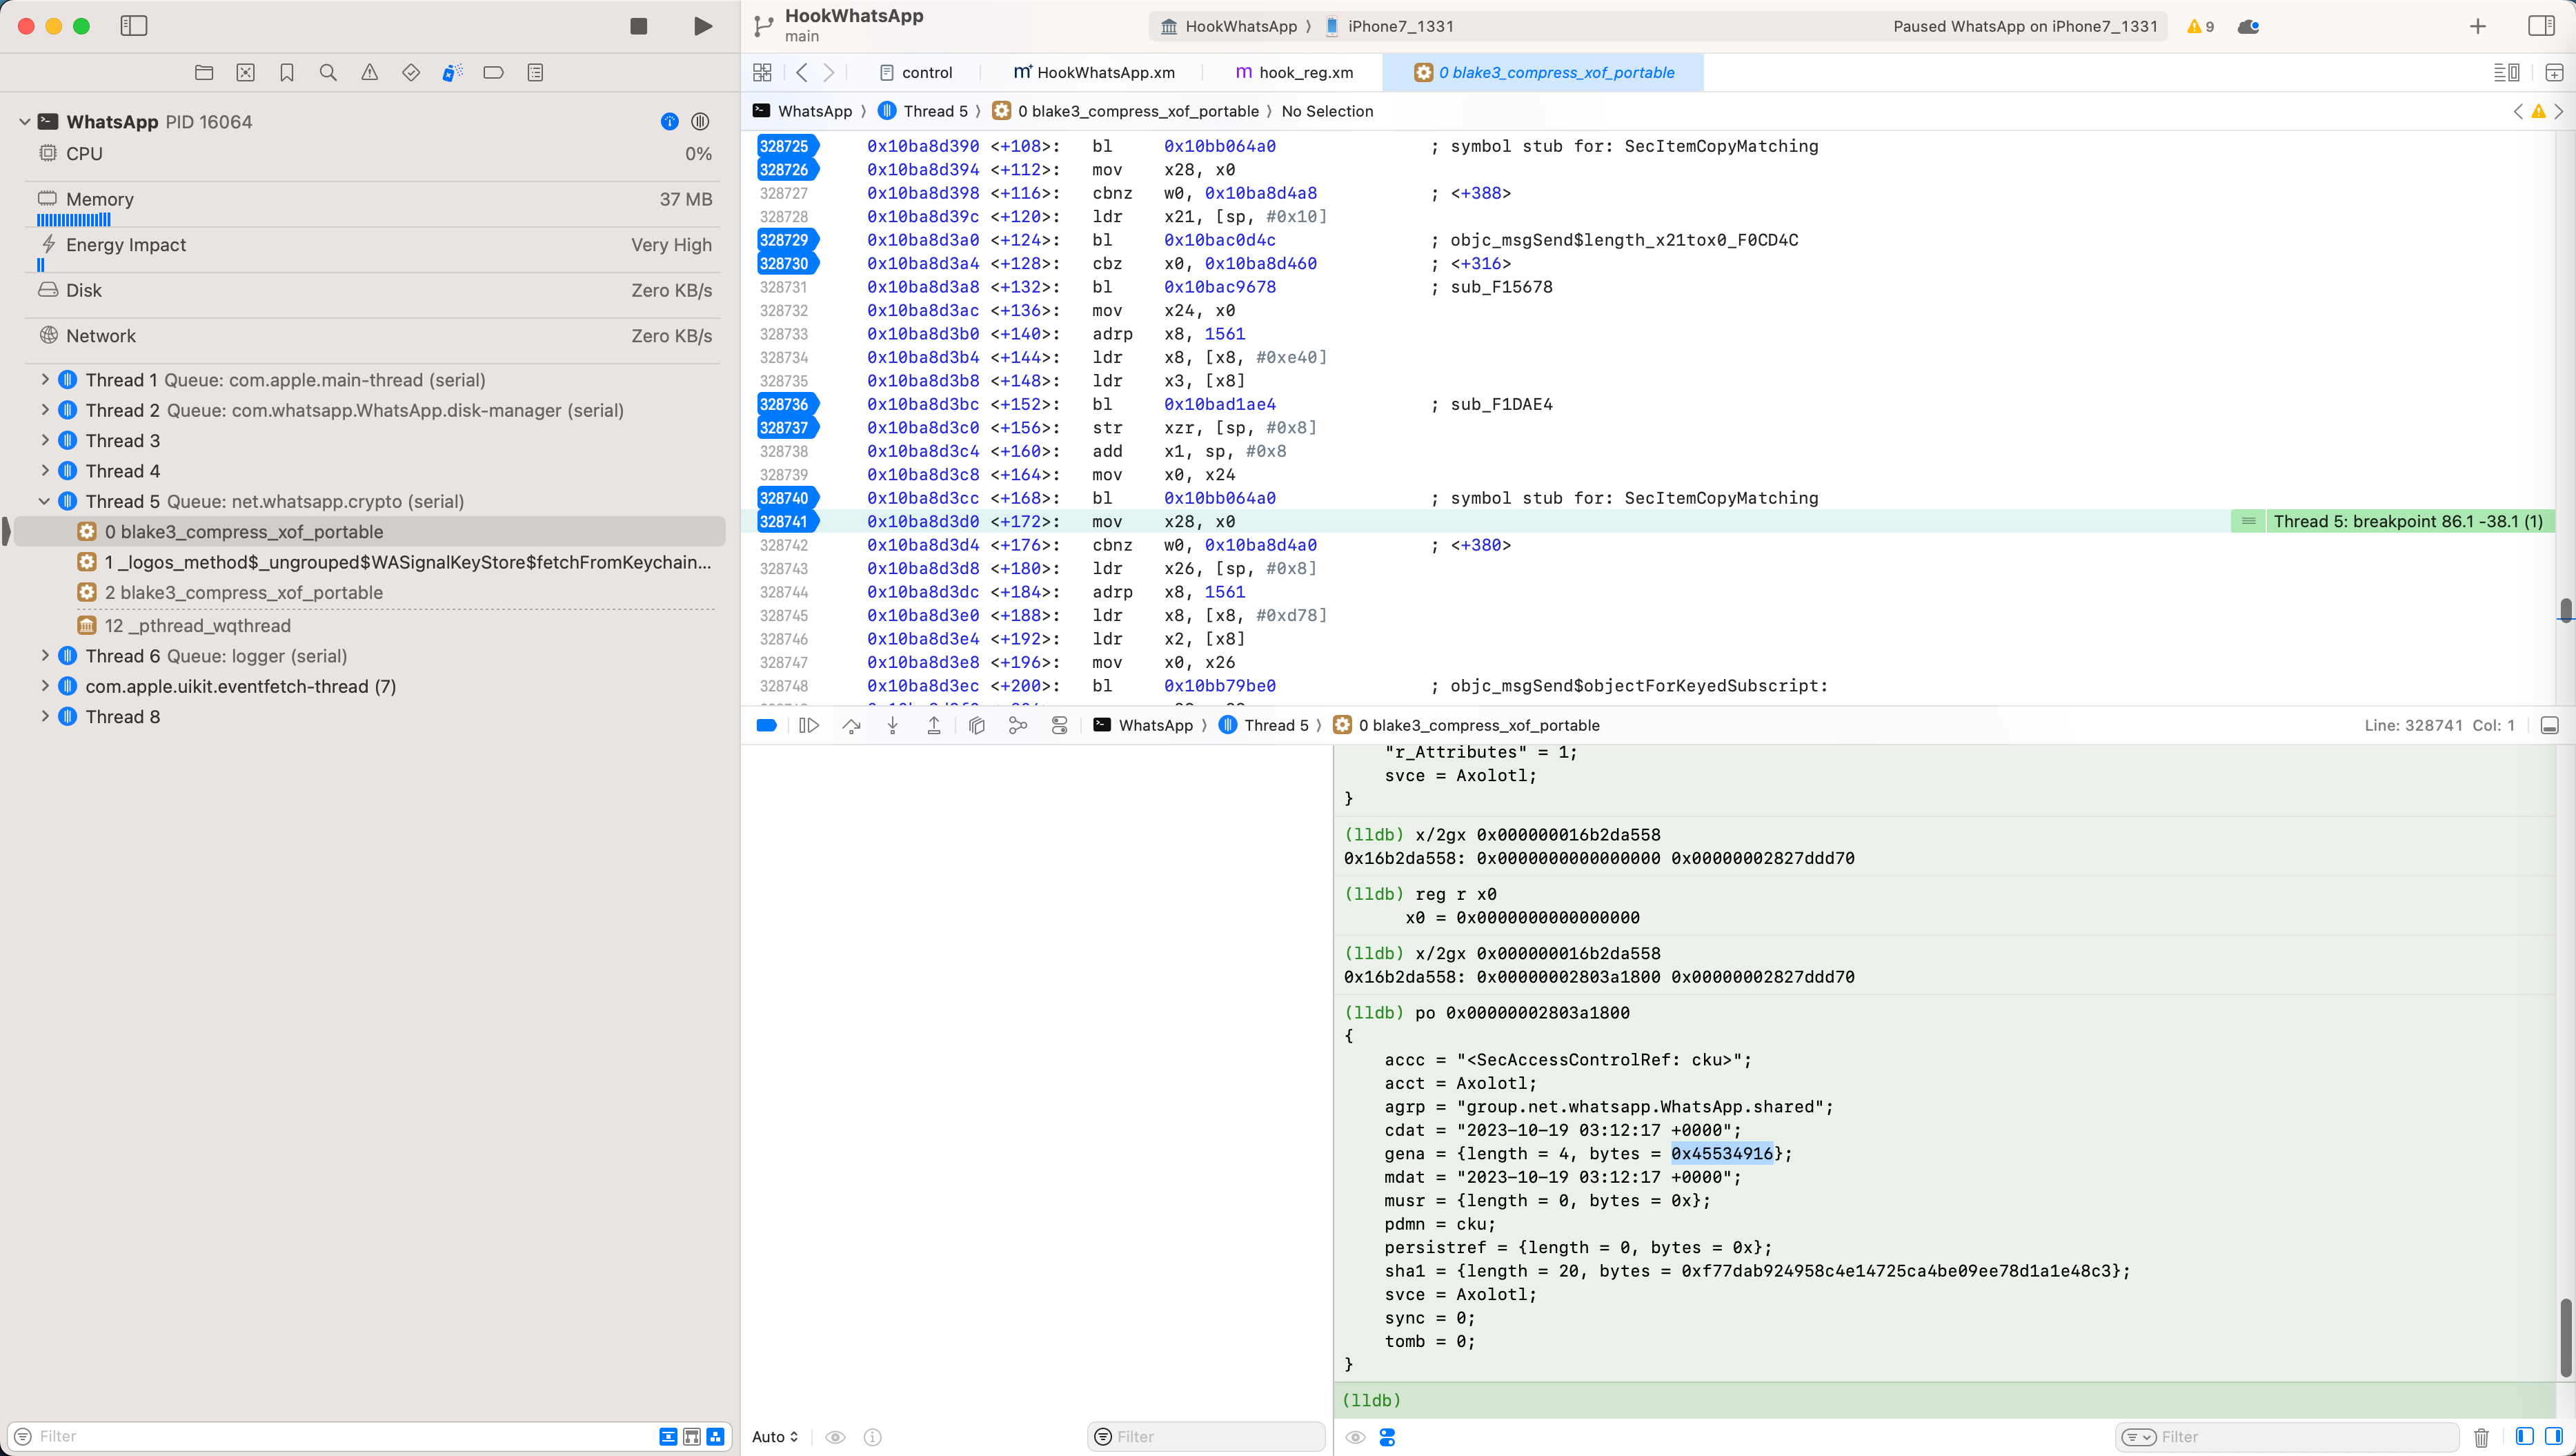 HookWhatsApp
main
HookWhatsApp 〉 iPhone7_1331
Paused WhatsApp on iPhone7_1331
9
control
HookWhatsApp.xm
hook_reg.xm
0 blake3_compress_xof_portable
WhatsApp 〉 Thread 5 〉 0 blake3_compress_xof_portable 〉 No Selection
WhatsApp PID 16064
CPU 0%
Memory 37 MB
Energy Impact Very High
Disk Zero KB/s
Network Zero KB/s
Thread 1 Queue: com.apple.main-thread (serial)
Thread 2 Queue: com.whatsapp.WhatsApp.disk-manager (serial)
Thread 3
Thread 4
Thread 5 Queue: net.whatsapp.crypto (serial)
0 blake3_compress_xof_portable
1 _logos_method$_ungrouped$WASignalKeyStore$fetchFromKeychain...
2 blake3_compress_xof_portable
12 _pthread_wqthread
Thread 6 Queue: logger (serial)
com.apple.uikit.eventfetch-thread (7)
Thread 8
Filter
328725 0x10ba8d390 <+108>: bl 0x10bb064a0 ; symbol stub for: SecItemCopyMatching
328726 0x10ba8d394 <+112>: mov x28, x0
328727 0x10ba8d398 <+116>: cbnz w0, 0x10ba8d4a8 ; <+388>
328728 0x10ba8d39c <+120>: ldr x21, [sp, #0x10]
328729 0x10ba8d3a0 <+124>: bl 0x10bac0d4c ; objc_msgSend$length_x21tox0_F0CD4C
328730 0x10ba8d3a4 <+128>: cbz x0, 0x10ba8d460 ; <+316>
328731 0x10ba8d3a8 <+132>: bl 0x10bac9678 ; sub_F15678
328732 0x10ba8d3ac <+136>: mov x24, x0
328733 0x10ba8d3b0 <+140>: adrp x8, 1561
328734 0x10ba8d3b4 <+144>: ldr x8, [x8, #0xe40]
328735 0x10ba8d3b8 <+148>: ldr x3, [x8]
328736 0x10ba8d3bc <+152>: bl 0x10bad1ae4 ; sub_F1DAE4
328737 0x10ba8d3c0 <+156>: str xzr, [sp, #0x8]
328738 0x10ba8d3c4 <+160>: add x1, sp, #0x8
328739 0x10ba8d3c8 <+164>: mov x0, x24
328740 0x10ba8d3cc <+168>: bl 0x10bb064a0 ; symbol stub for: SecItemCopyMatching
328741 0x10ba8d3d0 <+172>: mov x28, x0 Thread 5: breakpoint 86.1 -38.1 (1)
328742 0x10ba8d3d4 <+176>: cbnz w0, 0x10ba8d4a0 ; <+380>
328743 0x10ba8d3d8 <+180>: ldr x26, [sp, #0x8]
328744 0x10ba8d3dc <+184>: adrp x8, 1561
328745 0x10ba8d3e0 <+188>: ldr x8, [x8, #0xd78]
328746 0x10ba8d3e4 <+192>: ldr x2, [x8]
328747 0x10ba8d3e8 <+196>: mov x0, x26
328748 0x10ba8d3ec <+200>: bl 0x10bb79be0 ; objc_msgSend$objectForKeyedSubscript:
WhatsApp 〉 Thread 5 〉 0 blake3_compress_xof_portable
Line: 328741 Col: 1
"r_Attributes" = 1;
svce = Axolotl;
}
(lldb) x/2gx 0x000000016b2da558
0x16b2da558: 0x0000000000000000 0x00000002827ddd70
(lldb) reg r x0
x0 = 0x0000000000000000
(lldb) x/2gx 0x000000016b2da558
0x16b2da558: 0x00000002803a1800 0x00000002827ddd70
(lldb) po 0x00000002803a1800
{
accc = "<SecAccessControlRef: cku>";
acct = Axolotl;
agrp = "group.net.whatsapp.WhatsApp.shared";
cdat = "2023-10-19 03:12:17 +0000";
gena = {length = 4, bytes = 0x45534916};
mdat = "2023-10-19 03:12:17 +0000";
musr = {length = 0, bytes = 0x};
pdmn = cku;
persistref = {length = 0, bytes = 0x};
sha1 = {length = 20, bytes = 0xf77dab924958c4e14725ca4be09ee78d1a1e48c3};
svce = Axolotl;
sync = 0;
tomb = 0;
}
(lldb)
Auto
Filter
Filter